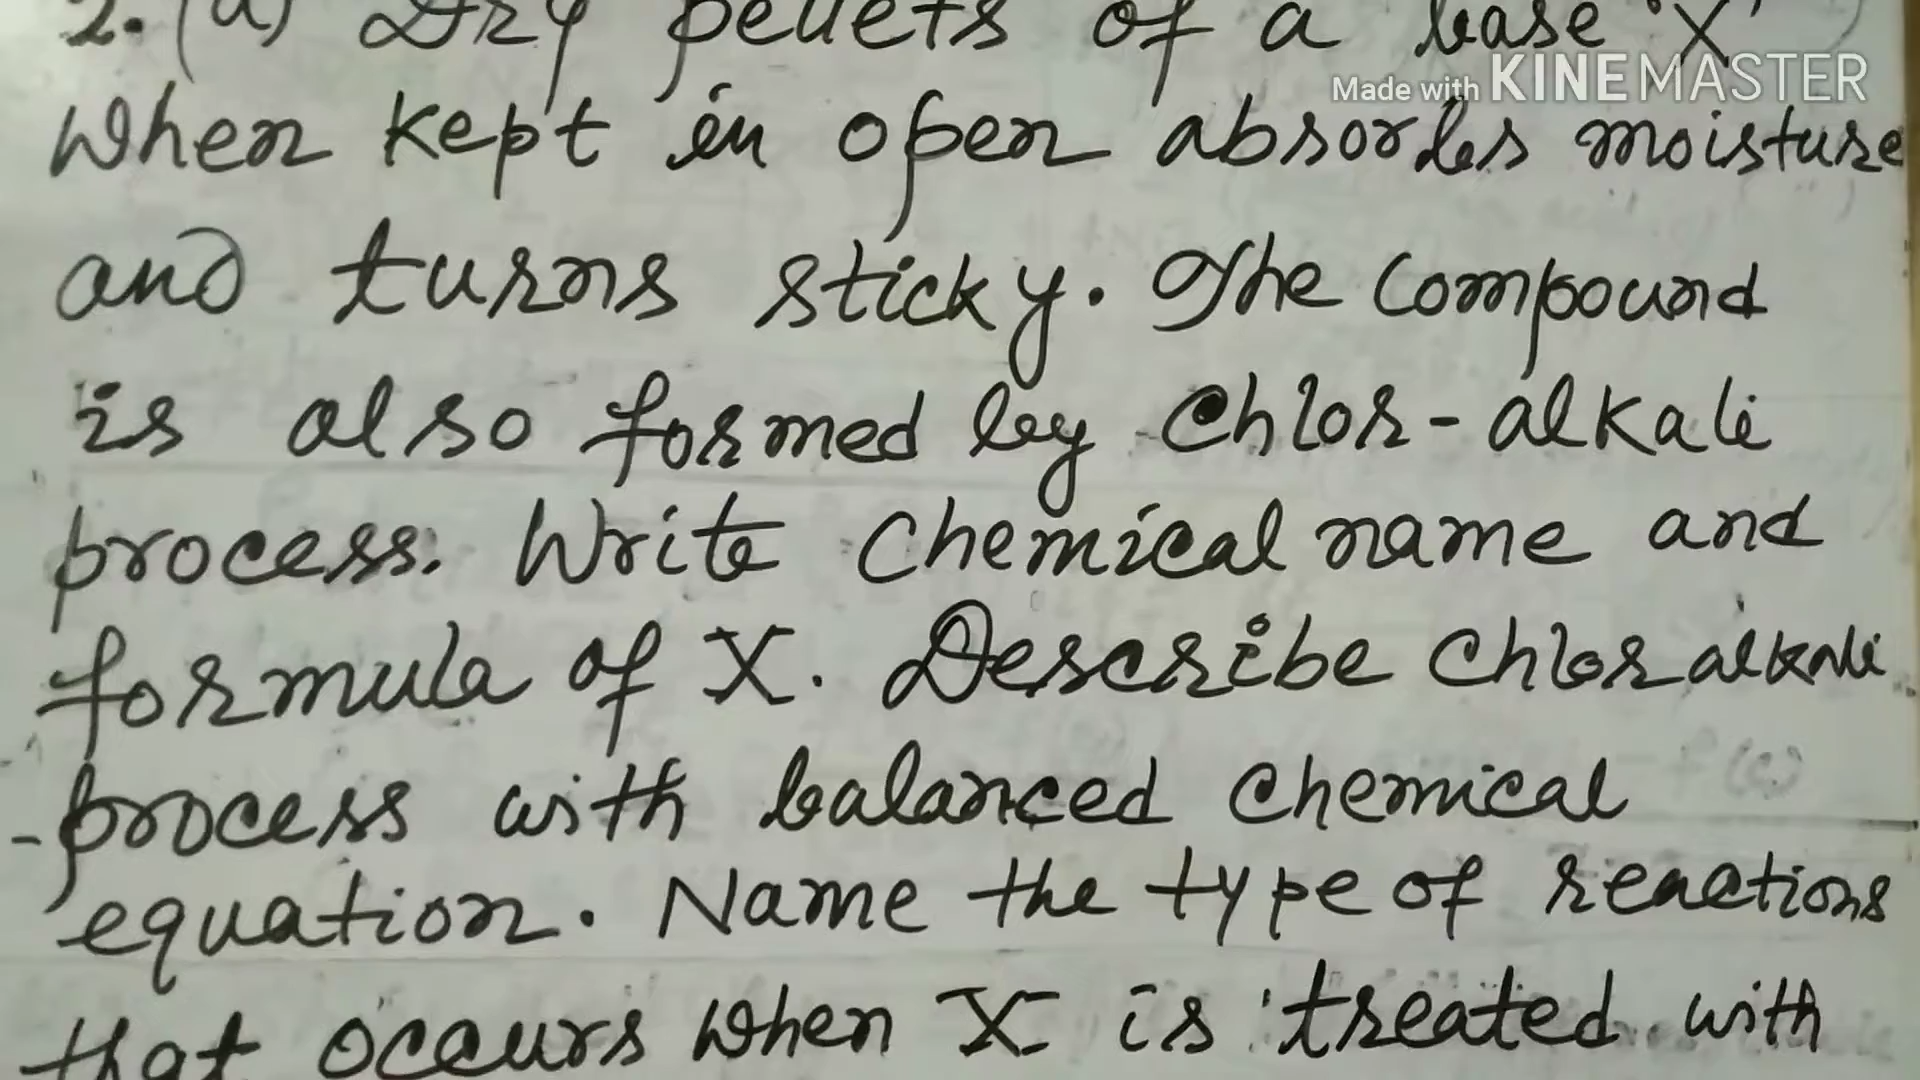 2. (a) Dry pellets of a base 'X'
Made with KINEMASTER
when kept in open absorbs moisture
and turns sticky. The compound
is also formed by chlor-alkali
process. Write chemical name and
formula of X. Describe chlor alkali
-process with balanced chemical
equation. Name the type of reactions
that occurs when X is treated with